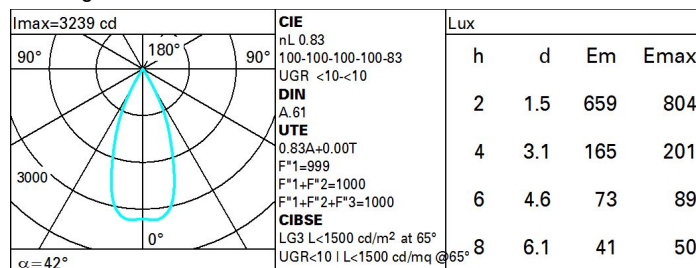 Imax=3239 cd
90°
180°
90°
3000
0°
α=42°
CIE
nL 0.83
100-100-100-100-83
UGR <10-<10
DIN
A.61
UTE
0.83A+0.00T
F"1=999
F"1+F"2=1000
F"1+F"2+F"3=1000
CIBSE
LG3 L<1500 cd/m² at 65°
UGR<10 | L<1500 cd/mq @65°
Lux
h d Em Emax
2 1.5 659 804
4 3.1 165 201
6 4.6 73 89
8 6.1 41 50